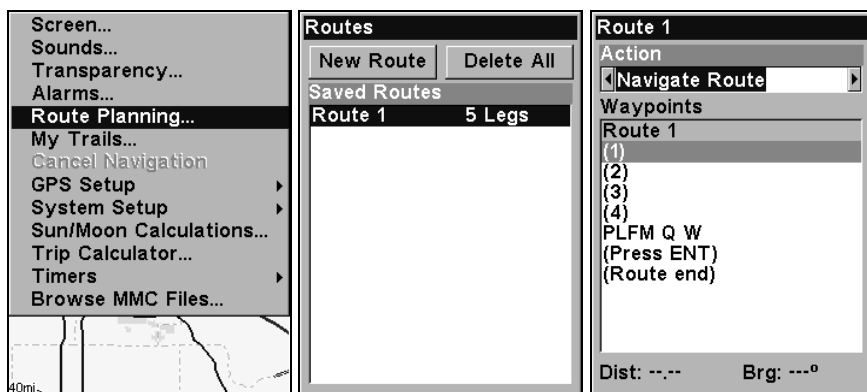 Screen...
Sounds...
Transparency...
Alarms...
Route Planning...
My Trails...
Cancel Navigation
GPS Setup
System Setup
Sun/Moon Calculations...
Trip Calculator...
Timers
Browse MMC Files...
40mi
Routes
New Route Delete All
Saved Routes
Route 1 5 Legs
Route 1
Action
Navigate Route
Waypoints
Route 1
(1)
(2)
(3)
(4)
PLFM Q W
(Press ENT)
(Route end)
Dist: --.-- Brg: ---º